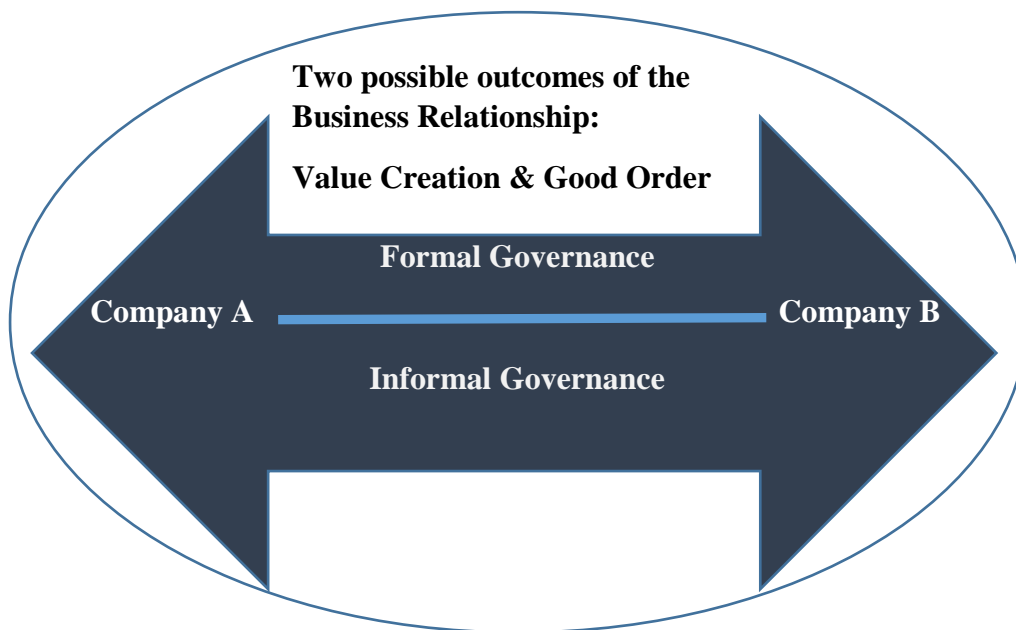 Two possible outcomes of the
Business Relationship:
Value Creation & Good Order
Formal Governance
Company A
Company B
Informal Governance